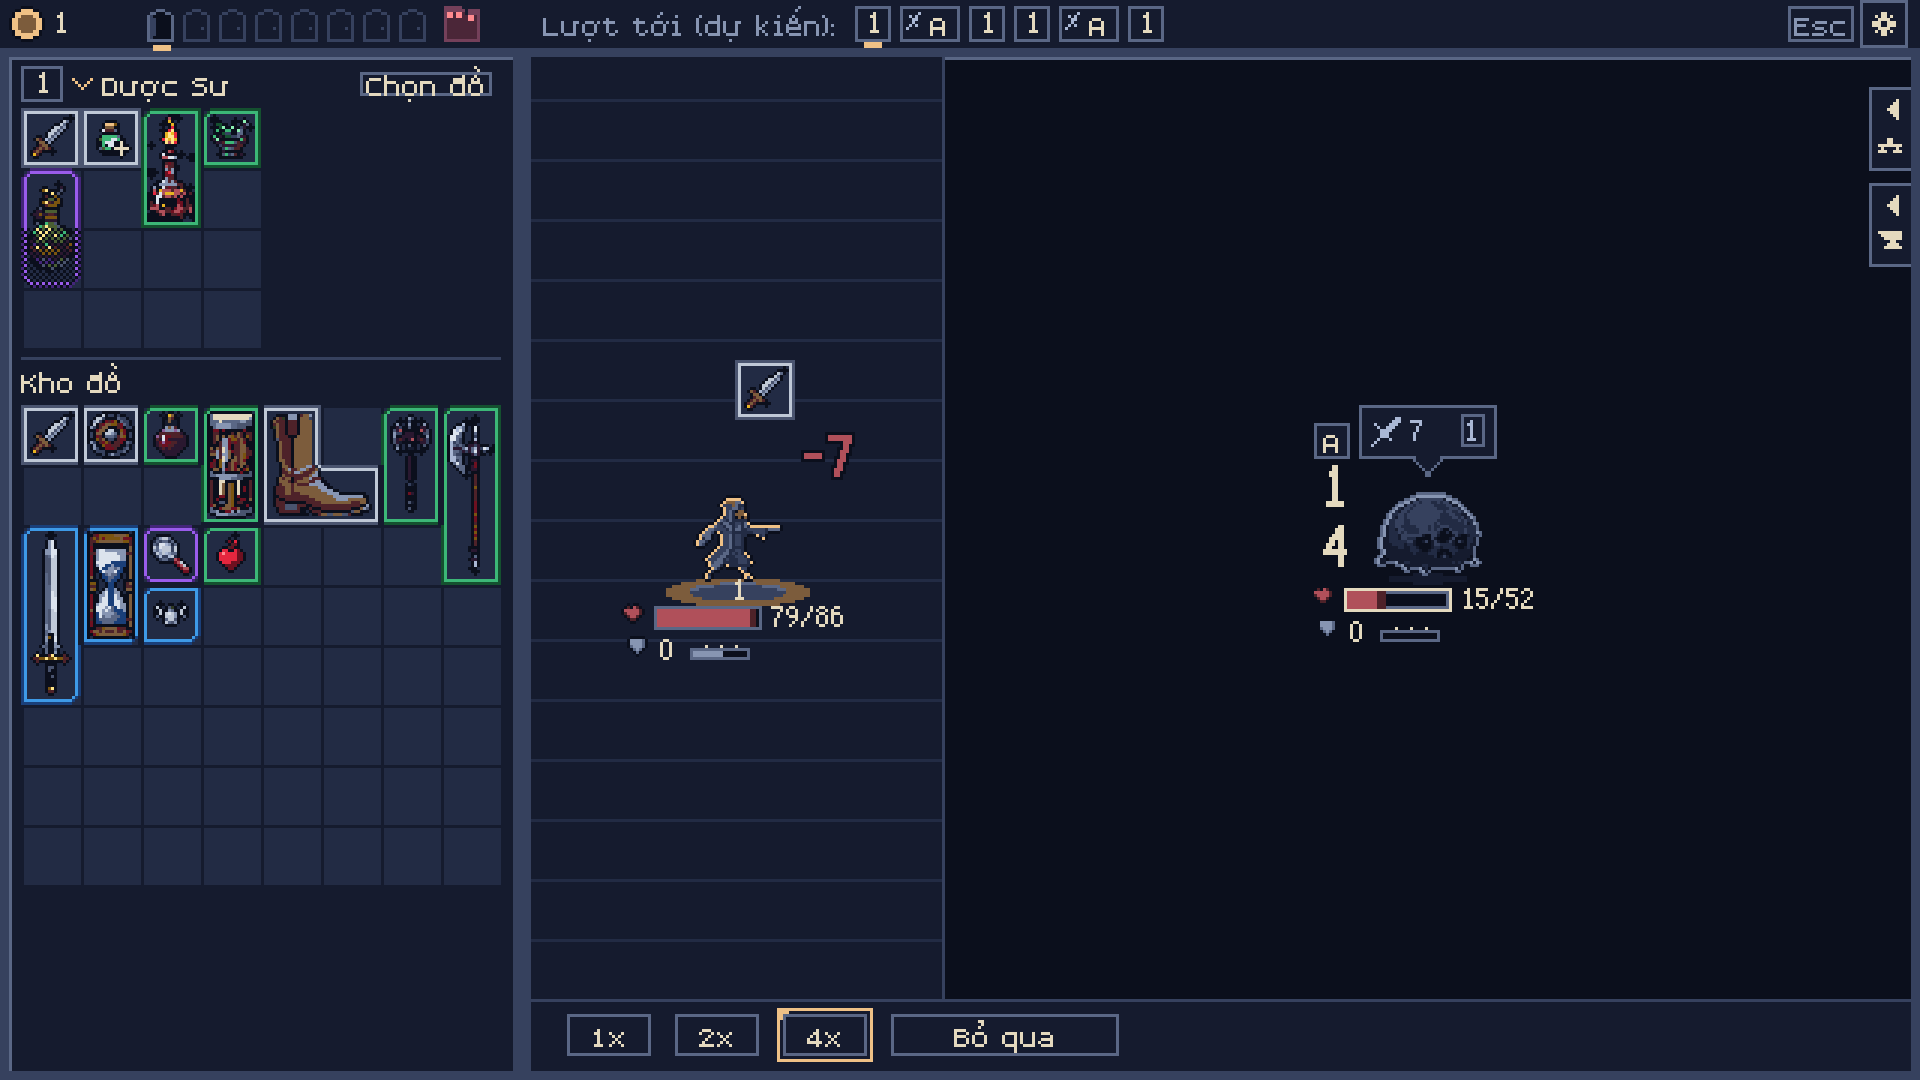 1
Lượt tới (dự kiến): 1 A 1 1 A 1
Esc
1 Dược Sư Chọn đồ
Kho đồ
-7
1
79/86
0
7 1
A
1
4
15/52
0
1x 2x 4x Bỏ qua